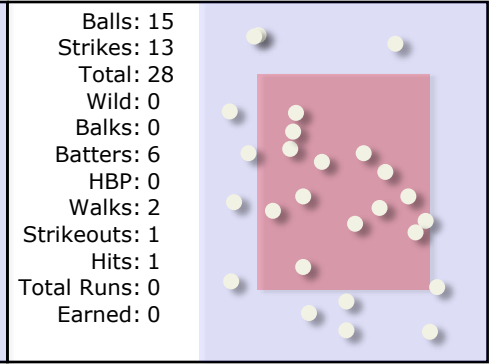 Balls: 15
Strikes: 13
Total: 28
Wild: 0
Balks: 0
Batters: 6
HBP: 0
Walks: 2
Strikeouts: 1
Hits: 1
Total Runs: 0
Earned: 0